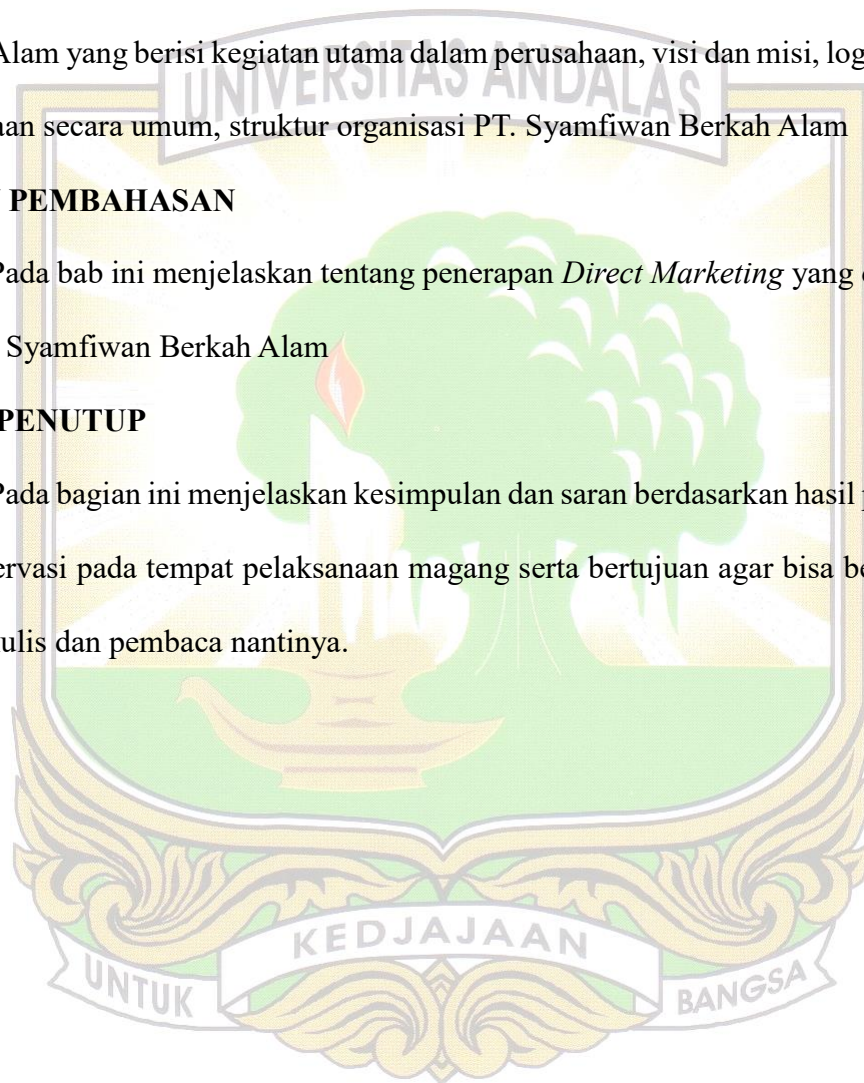 Alam yang berisi kegiatan utama dalam perusahaan, visi dan misi, log
aan secara umum, struktur organisasi PT. Syamfiwan Berkah Alam
PEMBAHASAN
Pada bab ini menjelaskan tentang penerapan Direct Marketing yang
Syamfiwan Berkah Alam
PENUTUP
Pada bagian ini menjelaskan kesimpulan dan saran berdasarkan hasil
ervasi pada tempat pelaksanaan magang serta bertujuan agar bisa be
ulis dan pembaca nantinya.
UNIVERSITAS ANDALAS
UNTUK KEDJAJAAN BANGSA